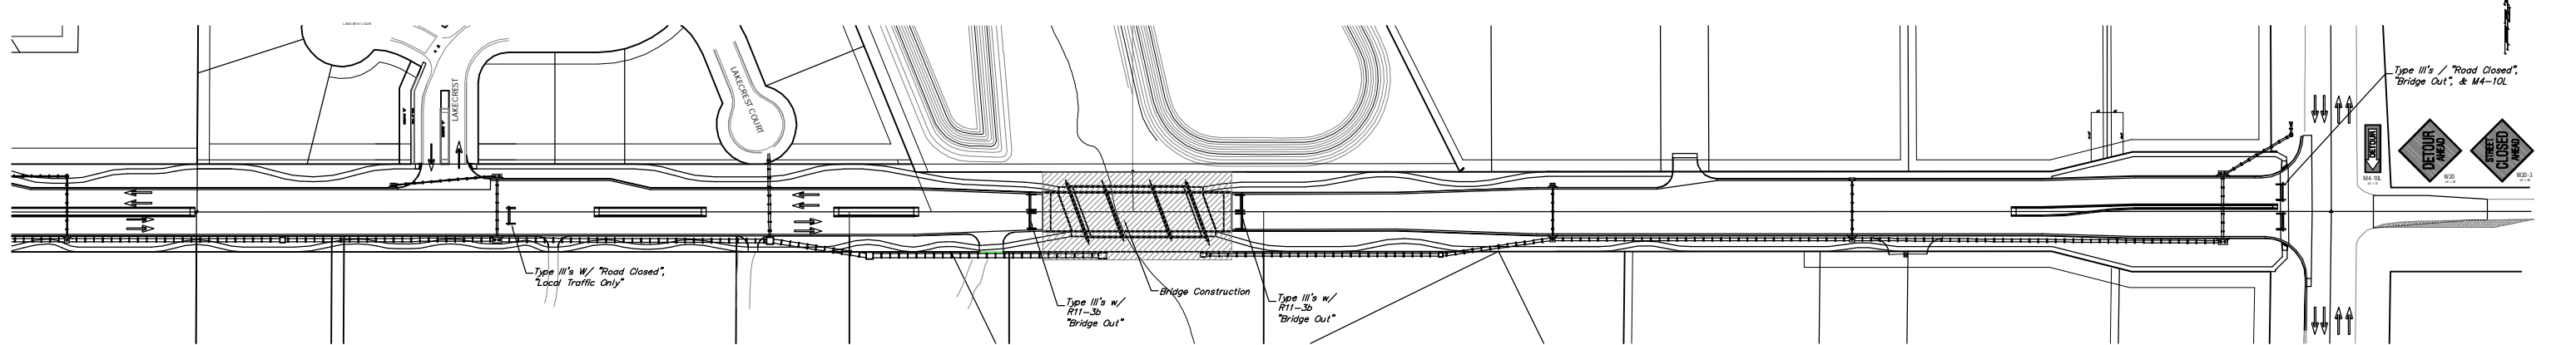 LAKECREST COURT
LAKECREST
LAKECREST COURT
Type III's / "Road Closed",
"Bridge Out", & M4-10L
DETOUR
M4-10L
DETOUR
AHEAD
W20
STREET
CLOSED
AHEAD
W20-3
Type III's W/ "Road Closed",
"Local Traffic Only"
Type III's w/
R11-3b
"Bridge Out"
Bridge Construction
Type III's w/
R11-3b
"Bridge Out"